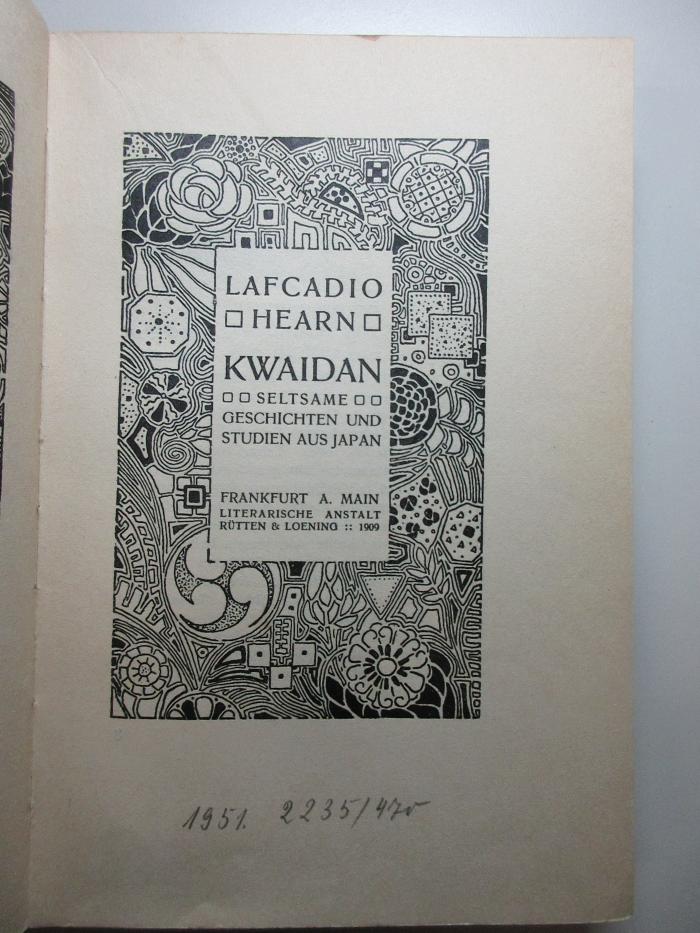 LAFCADIO
HEARN
KWAIDAN
SELTSAME
GESCHICHTEN UND
STUDIEN AUS JAPAN
FRANKFURT A. MAIN
LITERARISCHE ANSTALT
RÜTTEN & LOENING :: 1909
1951. 2235/470